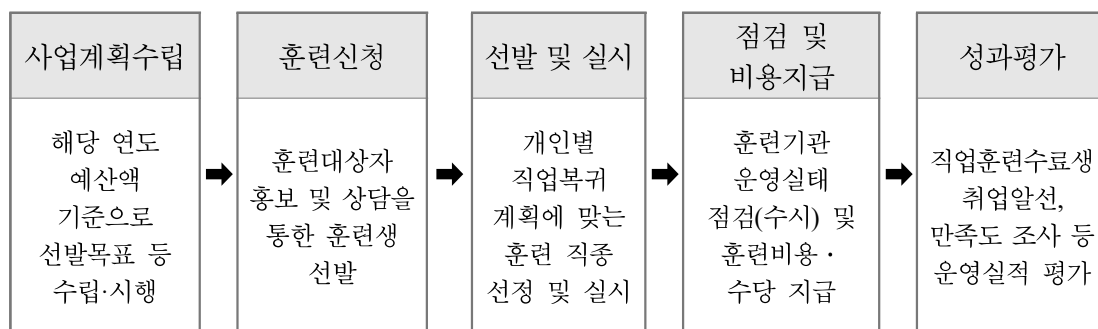 사업계획수립
해당 연도
예산액
기준으로
선발목표 등
수립·시행
훈련신청
훈련대상자
홍보 및 상담을
통한 훈련생
선발
선발 및 실시
개인별
직업복귀
계획에 맞는
훈련 직종
선정 및 실시
점검 및
비용지급
훈련기관
운영실태
점검(수시) 및
훈련비용·
수당 지급
성과평가
직업훈련수료생
취업알선,
만족도 조사 등
운영실적 평가